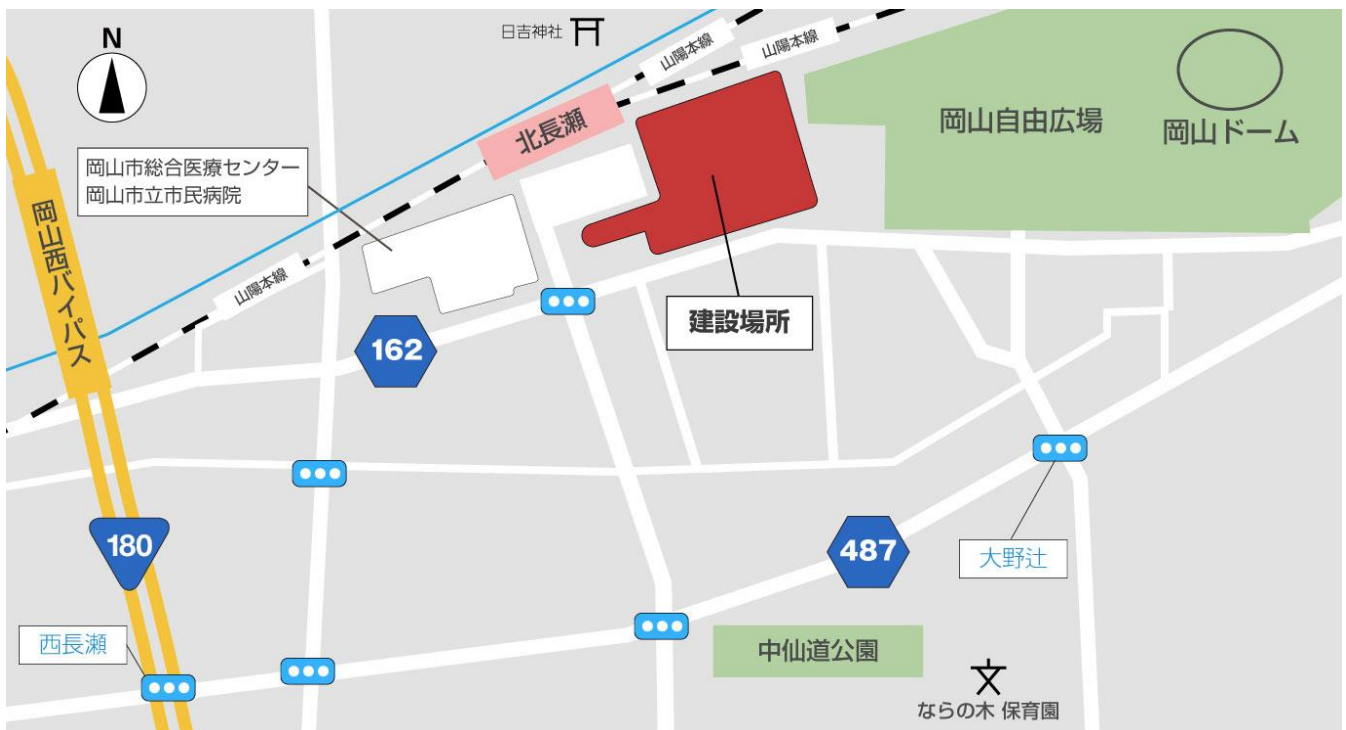 日吉神社
N
山陽本線
山陽本線
北長瀬
岡山自由広場
岡山ドーム
岡山市総合医療センター
岡山市立市民病院
岡山西バイパス
山陽本線
建設場所
162
180
487
大野辻
西長瀬
中仙道公園
ならの木 保育園